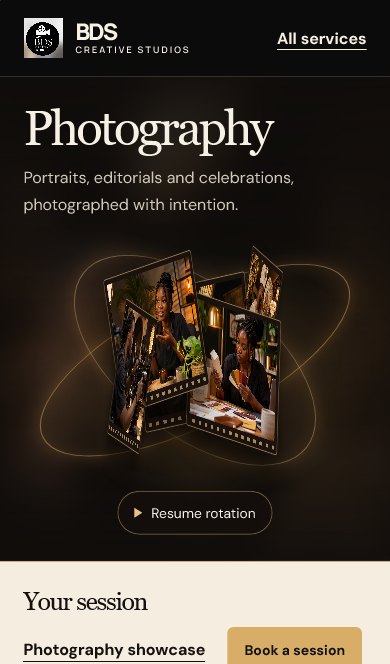 BDS
BDS
CREATIVE STUDIOS
All services
Photography
Portraits, editorials and celebrations,
photographed with intention.
Resume rotation
Your session
Photography showcase
Book a session